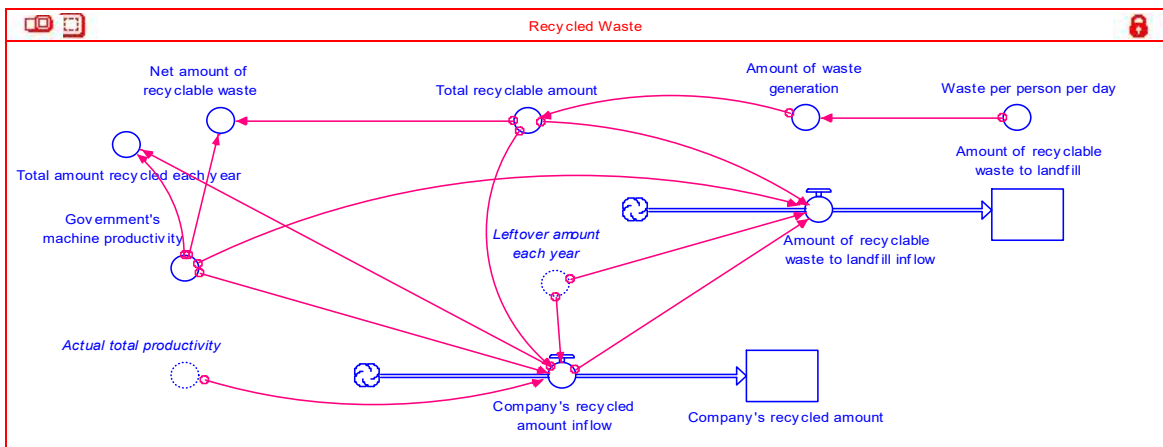 Recycled Waste
Net amount of
recyclable waste
Total recyclable amount
Amount of waste
generation
Waste per person per day
Total amount recycled each year
Amount of recyclable
waste to landfill
Government's
machine productivity
Leftover amount
each year
Amount of recyclable
waste to landfill inflow
Actual total productivity
Company's recycled
amount inflow
Company's recycled amount